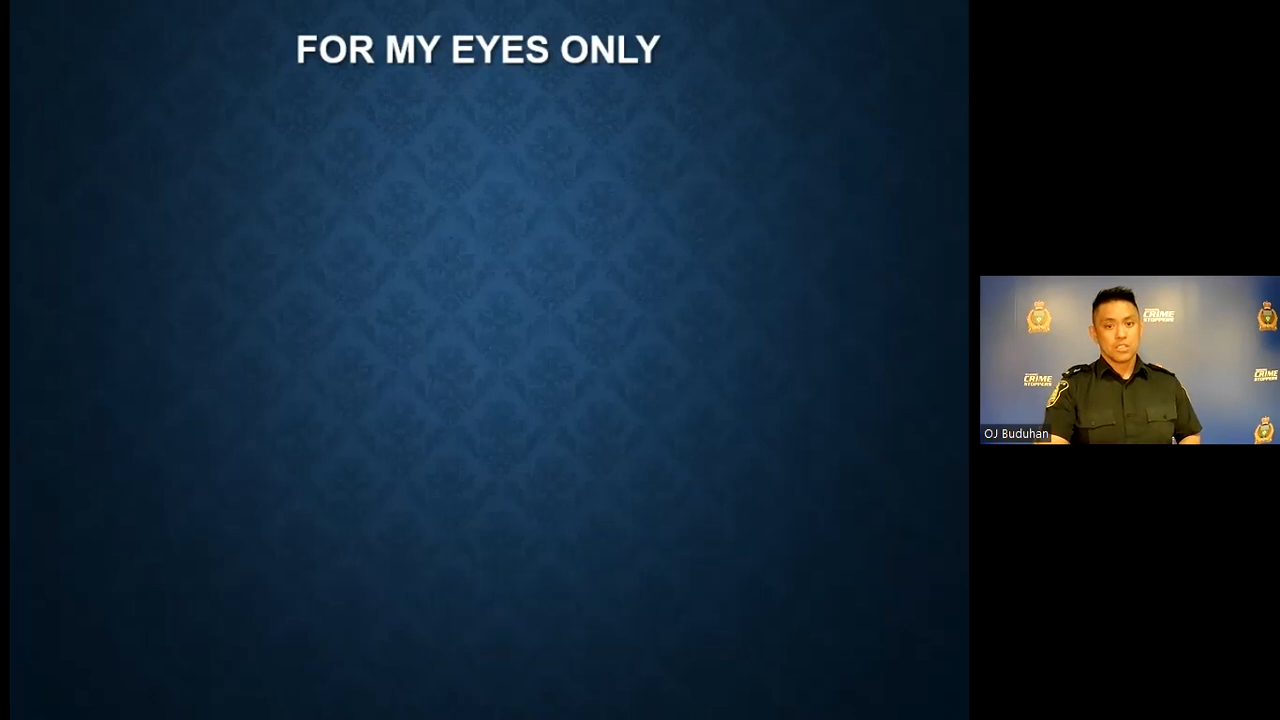 FOR MY EYES ONLY
CRIME
STOPPERS
CRIME
STOPPERS
CRIME
STOPPERS
OJ Buduhan